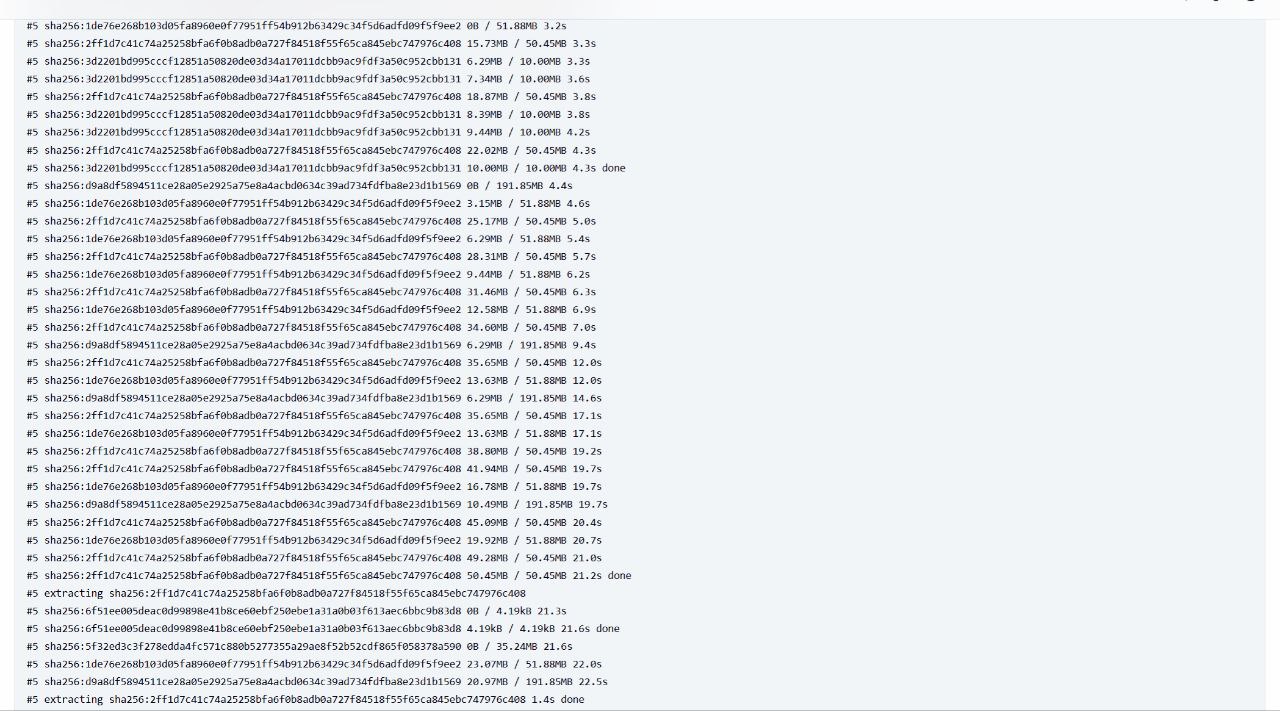 #5 sha256:1de76e268b103d05fa8960e0f77951ff54b912b63429c34f5d6adfd09f5f9ee2 0B / 51.88MB 3.2s
#5 sha256:2ff1d7c41c74a25258bfa6f0b8adb0a727f84518f55f65ca845ebc747976c408 15.73MB / 50.45MB 3.3s
#5 sha256:3d2201bd995cccf12851a50820de03d34a17011dcbb9ac9fdf3a50c952cbb131 6.29MB / 10.00MB 3.3s
#5 sha256:3d2201bd995cccf12851a50820de03d34a17011dcbb9ac9fdf3a50c952cbb131 7.34MB / 10.00MB 3.6s
#5 sha256:2ff1d7c41c74a25258bfa6f0b8adb0a727f84518f55f65ca845ebc747976c408 18.87MB / 50.45MB 3.8s
#5 sha256:3d2201bd995cccf12851a50820de03d34a17011dcbb9ac9fdf3a50c952cbb131 8.39MB / 10.00MB 3.8s
#5 sha256:3d2201bd995cccf12851a50820de03d34a17011dcbb9ac9fdf3a50c952cbb131 9.44MB / 10.00MB 4.2s
#5 sha256:2ff1d7c41c74a25258bfa6f0b8adb0a727f84518f55f65ca845ebc747976c408 22.02MB / 50.45MB 4.3s
#5 sha256:3d2201bd995cccf12851a50820de03d34a17011dcbb9ac9fdf3a50c952cbb131 10.00MB / 10.00MB 4.3s done
#5 sha256:d9a8df5894511ce28a05e2925a75e8a4acbd0634c39ad734fdfba8e23d1b1569 0B / 191.85MB 4.4s
#5 sha256:1de76e268b103d05fa8960e0f77951ff54b912b63429c34f5d6adfd09f5f9ee2 3.15MB / 51.88MB 4.6s
#5 sha256:2ff1d7c41c74a25258bfa6f0b8adb0a727f84518f55f65ca845ebc747976c408 25.17MB / 50.45MB 5.0s
#5 sha256:1de76e268b103d05fa8960e0f77951ff54b912b63429c34f5d6adfd09f5f9ee2 6.29MB / 51.88MB 5.4s
#5 sha256:2ff1d7c41c74a25258bfa6f0b8adb0a727f84518f55f65ca845ebc747976c408 28.31MB / 50.45MB 5.7s
#5 sha256:1de76e268b103d05fa8960e0f77951ff54b912b63429c34f5d6adfd09f5f9ee2 9.44MB / 51.88MB 6.2s
#5 sha256:2ff1d7c41c74a25258bfa6f0b8adb0a727f84518f55f65ca845ebc747976c408 31.46MB / 50.45MB 6.3s
#5 sha256:1de76e268b103d05fa8960e0f77951ff54b912b63429c34f5d6adfd09f5f9ee2 12.58MB / 51.88MB 6.9s
#5 sha256:2ff1d7c41c74a25258bfa6f0b8adb0a727f84518f55f65ca845ebc747976c408 34.60MB / 50.45MB 7.0s
#5 sha256:d9a8df5894511ce28a05e2925a75e8a4acbd0634c39ad734fdfba8e23d1b1569 6.29MB / 191.85MB 9.4s
#5 sha256:2ff1d7c41c74a25258bfa6f0b8adb0a727f84518f55f65ca845ebc747976c408 35.65MB / 50.45MB 12.0s
#5 sha256:1de76e268b103d05fa8960e0f77951ff54b912b63429c34f5d6adfd09f5f9ee2 13.63MB / 51.88MB 12.0s
#5 sha256:d9a8df5894511ce28a05e2925a75e8a4acbd0634c39ad734fdfba8e23d1b1569 6.29MB / 191.85MB 14.6s
#5 sha256:2ff1d7c41c74a25258bfa6f0b8adb0a727f84518f55f65ca845ebc747976c408 35.65MB / 50.45MB 17.1s
#5 sha256:1de76e268b103d05fa8960e0f77951ff54b912b63429c34f5d6adfd09f5f9ee2 13.63MB / 51.88MB 17.1s
#5 sha256:2ff1d7c41c74a25258bfa6f0b8adb0a727f84518f55f65ca845ebc747976c408 38.80MB / 50.45MB 19.2s
#5 sha256:2ff1d7c41c74a25258bfa6f0b8adb0a727f84518f55f65ca845ebc747976c408 41.94MB / 50.45MB 19.7s
#5 sha256:1de76e268b103d05fa8960e0f77951ff54b912b63429c34f5d6adfd09f5f9ee2 16.78MB / 51.88MB 19.7s
#5 sha256:d9a8df5894511ce28a05e2925a75e8a4acbd0634c39ad734fdfba8e23d1b1569 10.49MB / 191.85MB 19.7s
#5 sha256:2ff1d7c41c74a25258bfa6f0b8adb0a727f84518f55f65ca845ebc747976c408 45.09MB / 50.45MB 20.4s
#5 sha256:1de76e268b103d05fa8960e0f77951ff54b912b63429c34f5d6adfd09f5f9ee2 19.92MB / 51.88MB 20.7s
#5 sha256:2ff1d7c41c74a25258bfa6f0b8adb0a727f84518f55f65ca845ebc747976c408 49.28MB / 50.45MB 21.0s
#5 sha256:2ff1d7c41c74a25258bfa6f0b8adb0a727f84518f55f65ca845ebc747976c408 50.45MB / 50.45MB 21.2s done
#5 extracting sha256:2ff1d7c41c74a25258bfa6f0b8adb0a727f84518f55f65ca845ebc747976c408
#5 sha256:6f51ee005deac0d99898e41b8ce60ebf250ebe1a31a0b03f613aec6bbc9b83d8 0B / 4.19kB 21.3s
#5 sha256:6f51ee005deac0d99898e41b8ce60ebf250ebe1a31a0b03f613aec6bbc9b83d8 4.19kB / 4.19kB 21.6s done
#5 sha256:5f32ed3c3f278edda4fc571c880b5277355a29ae8f52b52cdf865f058378a590 0B / 35.24MB 21.6s
#5 sha256:1de76e268b103d05fa8960e0f77951ff54b912b63429c34f5d6adfd09f5f9ee2 23.07MB / 51.88MB 22.0s
#5 sha256:d9a8df5894511ce28a05e2925a75e8a4acbd0634c39ad734fdfba8e23d1b1569 20.97MB / 191.85MB 22.5s
#5 extracting sha256:2ff1d7c41c74a25258bfa6f0b8adb0a727f84518f55f65ca845ebc747976c408 1.4s done